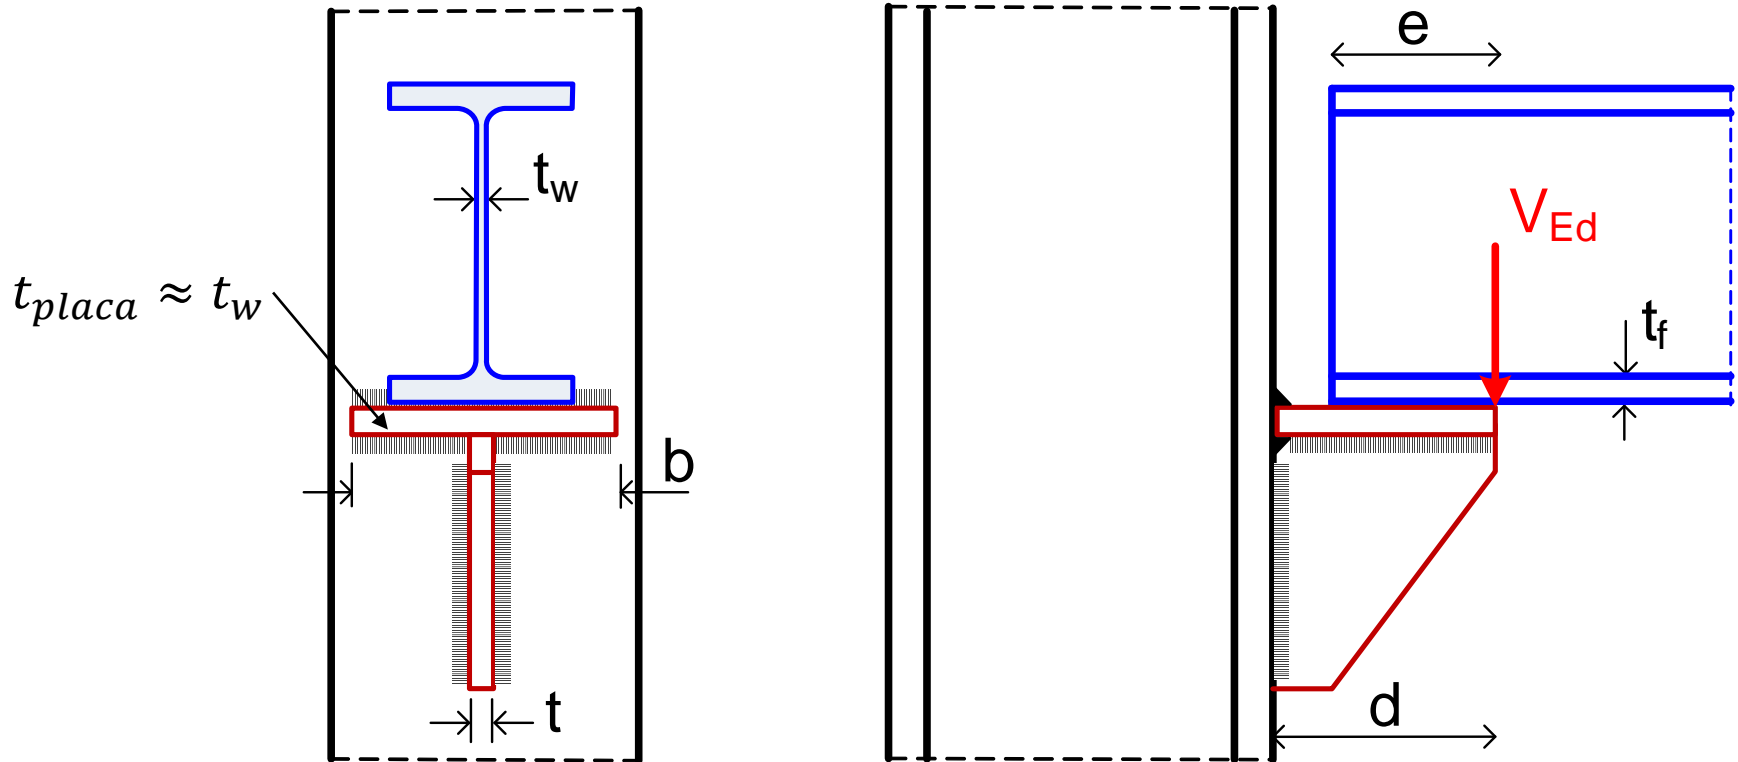 e
t_w
V_Ed
t_placa ≈ t_w
t_f
b
t
d